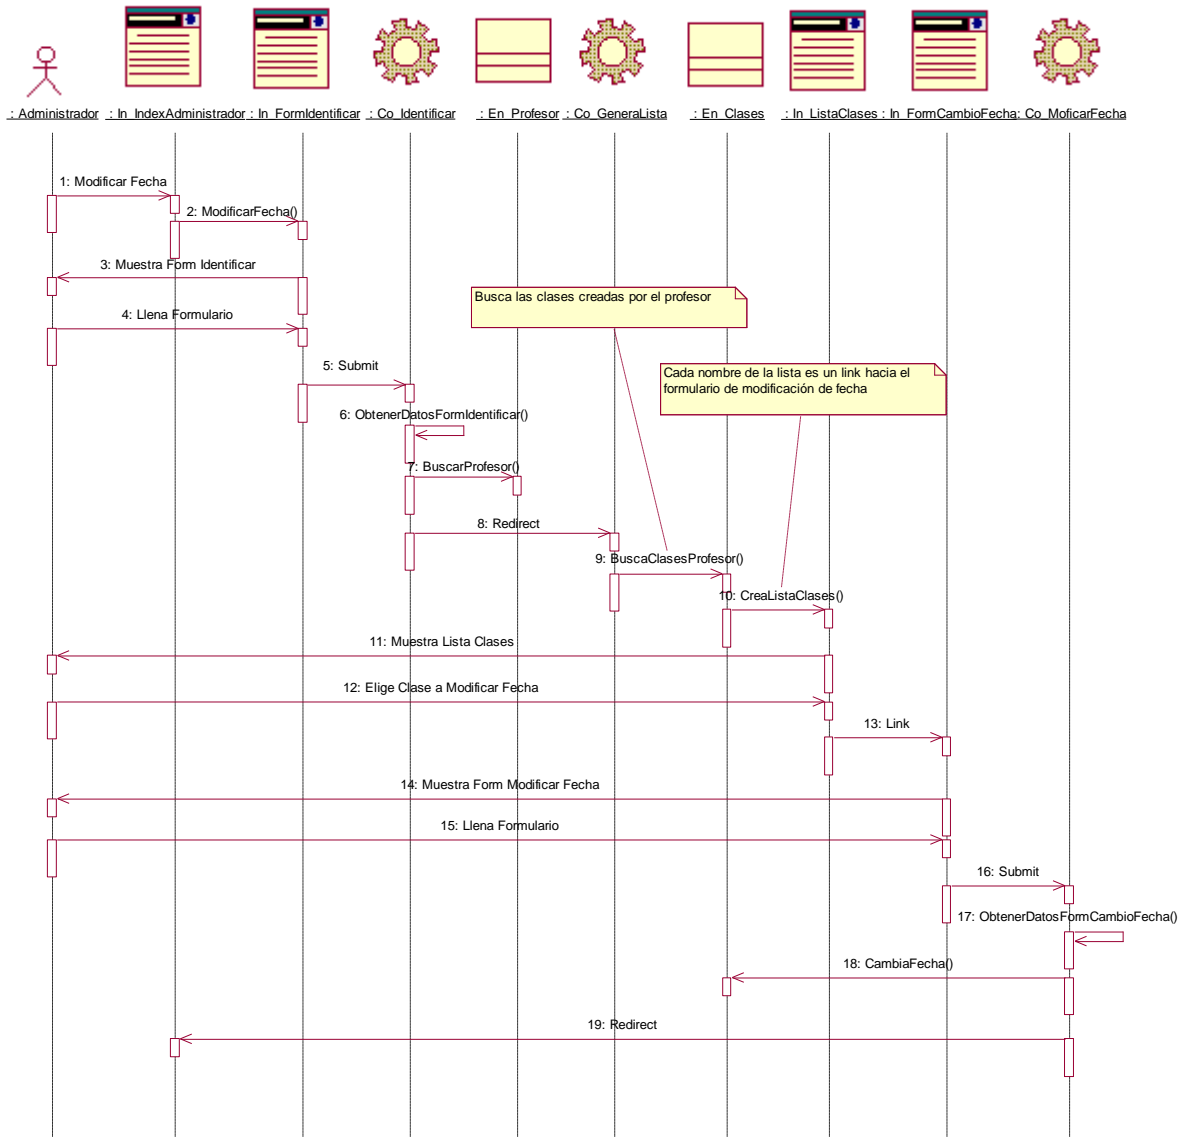 : Administrador
: In_IndexAdministrador
: In_FormIdentificar
: Co_Identificar
: En_Profesor
: Co_GeneraLista
: En_Clases
: In_ListaClases
: In_FormCambioFecha
: Co_MoficarFecha
1: Modificar Fecha
2: ModificarFecha()
3: Muestra Form Identificar
Busca las clases creadas por el profesor
4: Llena Formulario
5: Submit
Cada nombre de la lista es un link hacia el
formulario de modificación de fecha
6: ObtenerDatosFormIdentificar()
7: BuscarProfesor()
8: Redirect
9: BuscaClasesProfesor()
10: CreaListaClases()
11: Muestra Lista Clases
12: Elige Clase a Modificar Fecha
13: Link
14: Muestra Form Modificar Fecha
15: Llena Formulario
16: Submit
17: ObtenerDatosFormCambioFecha()
18: CambiaFecha()
19: Redirect